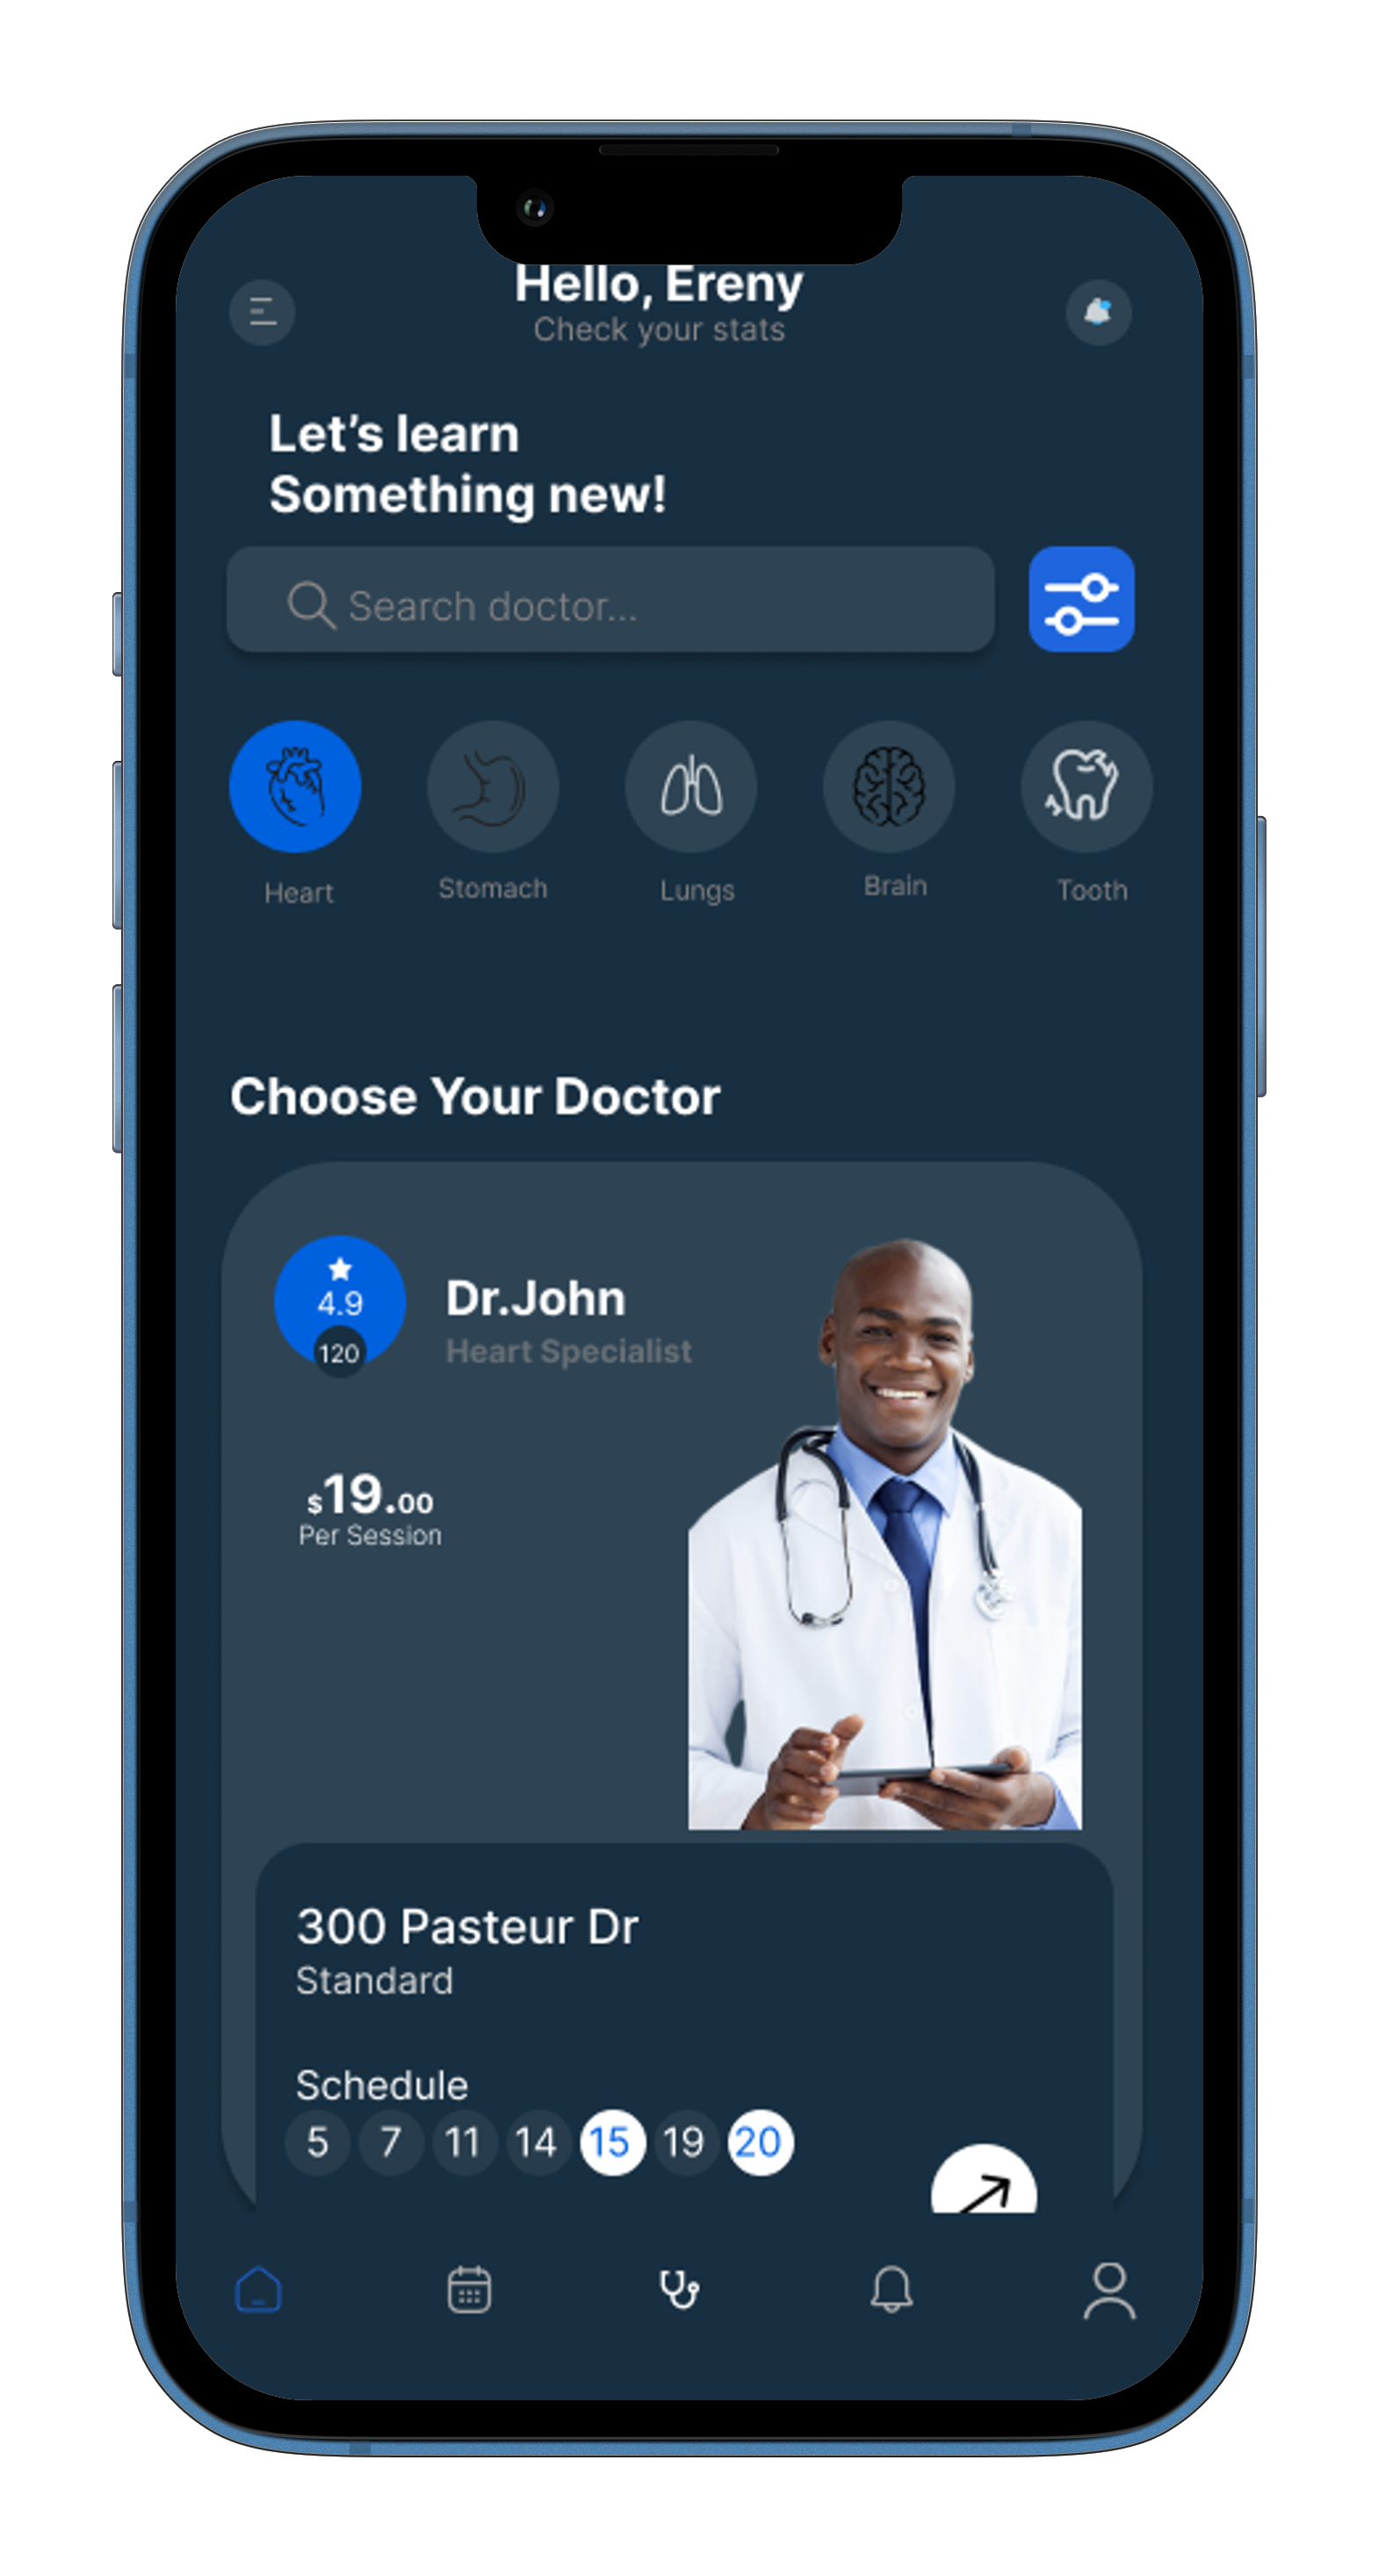 Hello, Ereny
Check your stats
Let’s learn
Something new!
Search doctor...
Heart
Stomach
Lungs
Brain
Tooth
Choose Your Doctor
4.9
120
Dr.John
Heart Specialist
$19.00
Per Session
300 Pasteur Dr
Standard
Schedule
5 7 11 14 15 19 20